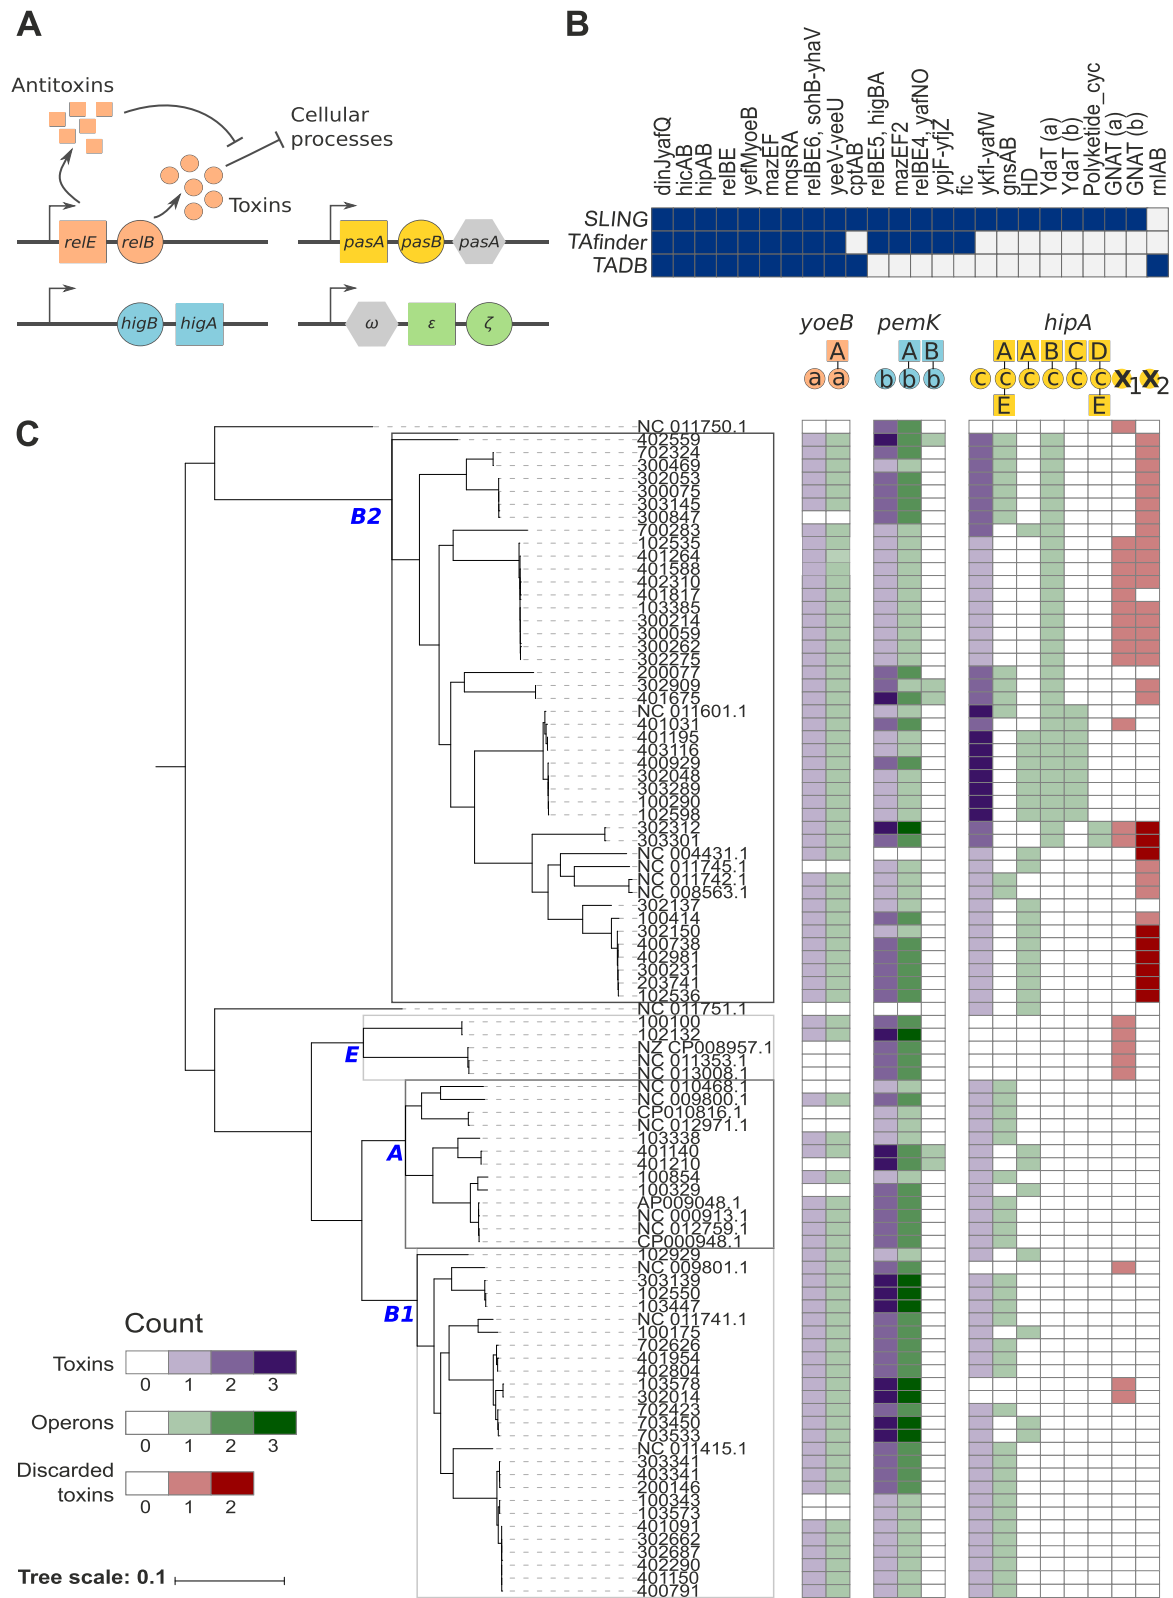 A
Antitoxins
Cellular
processes
Toxins
relE
relB
pasA
pasB
pasA
higB
higA
ω
ε
ζ
B
dinJyafQ
hicAB
hipAB
relBE
yefMyoeB
mazEF
mqsRA
relBE6, sohB-yhaV
yeeV-yeeU
cptAB
relBE5, higBA
mazEF2
relBE4, yafNO
ypjF-yfjZ
fic
ykfI-yafW
gnsAB
HD
YdaT (a)
YdaT (b)
Polyketide_cyc
GNAT (a)
GNAT (b)
rnlAB
SLING
TAfinder
TADB
yoeB pemK hipA
A A B A A B C D
a a b b b c c c c c c X1 X2
E E
C
NC 011750.1
402559
702324
300469
302053
300075
303145
300847
700283
102535
401264
401588
402310
401817
103385
300214
300059
300262
302275
200077
302909
401675
NC 011601.1
401031
401195
403116
400929
302048
303289
100290
102598
302312
303301
NC 004431.1
NC 011745.1
NC 011742.1
NC 008563.1
302137
100414
302150
400738
402981
300231
203741
102536
NC 011751.1
100100
102132
NZ CP008957.1
NC 011353.1
NC 013008.1
NC 010468.1
NC 009800.1
CP010816.1
NC 012971.1
103338
401140
401210
100854
100329
AP009048.1
NC 000913.1
NC 012759.1
CP000948.1
102929
NC 009801.1
303139
102550
103447
NC 011741.1
100175
702626
401954
402804
103578
302014
702423
703450
703533
NC 011415.1
303341
403341
200146
100343
103573
401091
302662
302687
402290
401150
400791
B2
E
A
B1
Count
Toxins
0 1 2 3
Operons
0 1 2 3
Discarded
toxins
0 1 2
Tree scale: 0.1